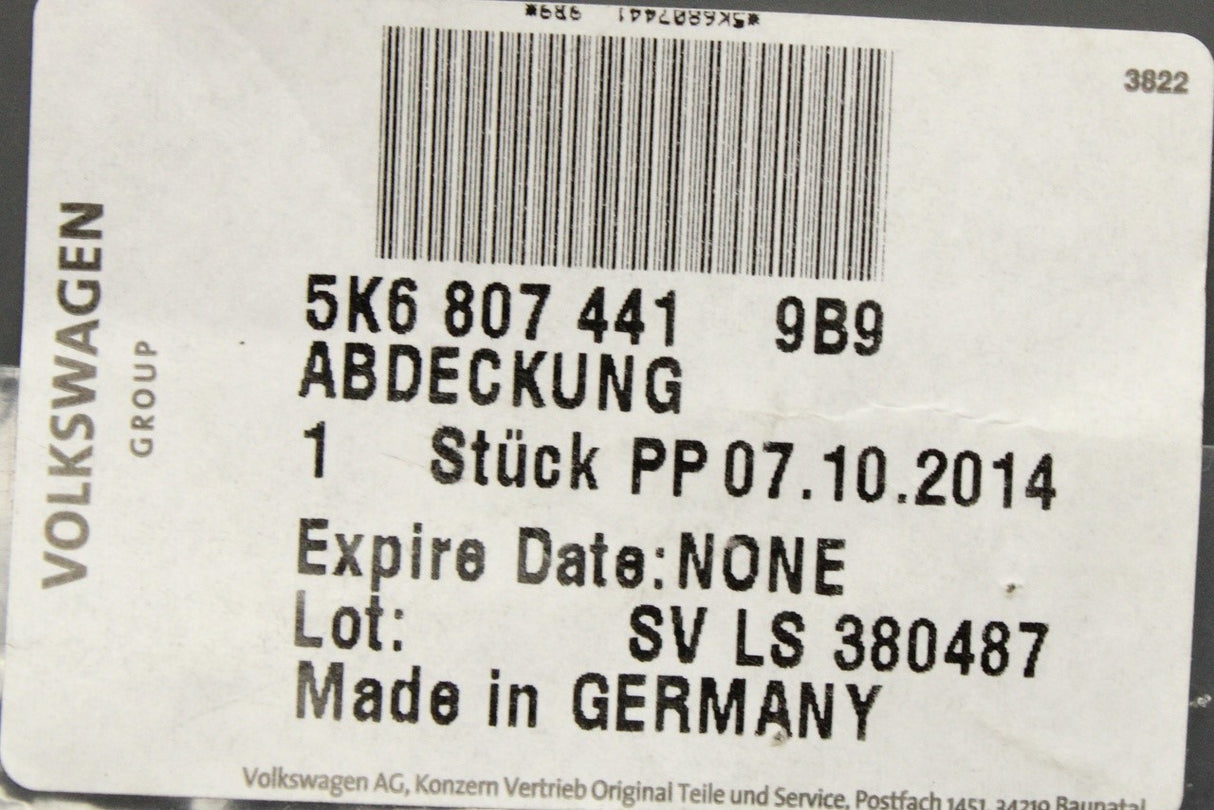 *5K6807441 9B9*
3822
VOLKSWAGEN
GROUP
5K6 807 441 9B9
ABDECKUNG
1 Stück PP 07.10.2014
Expire Date:NONE
Lot: SV LS 380487
Made in GERMANY
Volkswagen AG, Konzern Vertrieb Original Teile und Service, Postfach 1451, 34219 Baunatal